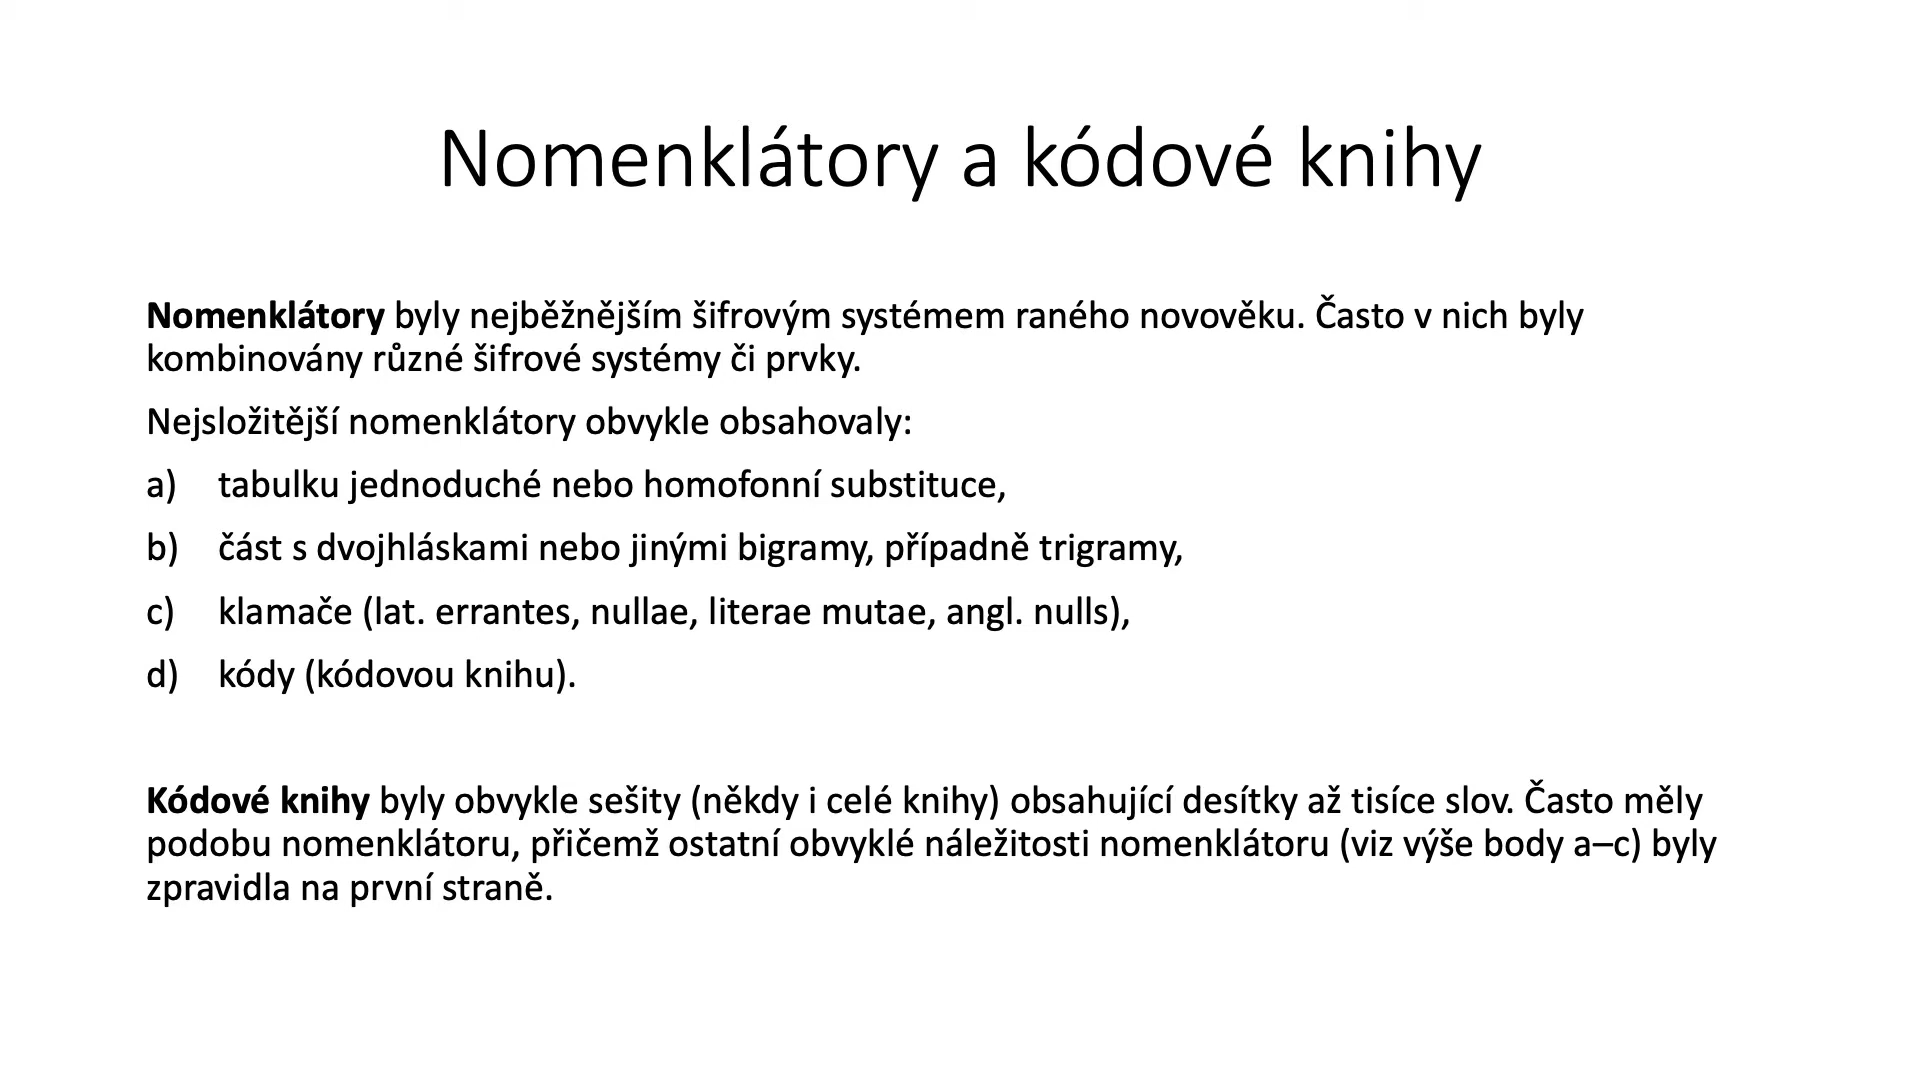 Nomenklátory a kódové knihy
Nomenklátory byly nejběžnějším šifrovým systémem raného novověku. Často v nich byly
kombinovány různé šifrové systémy či prvky.
Nejsložitější nomenklátory obvykle obsahovaly:
a) tabulku jednoduché nebo homofonní substituce,
b) část s dvojhláskami nebo jinými bigramy, případně trigramy,
c) klamače (lat. errantes, nullae, literae mutae, angl. nulls),
d) kódy (kódovou knihu).
Kódové knihy byly obvykle sešity (někdy i celé knihy) obsahující desítky až tisíce slov. Často měly
podobu nomenklátoru, přičemž ostatní obvyklé náležitosti nomenklátoru (viz výše body a–c) byly
zpravidla na první straně.